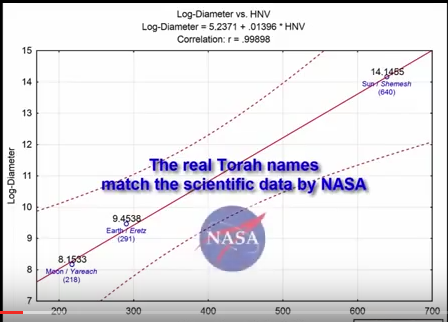 Log-Diameter vs. HNV
Log-Diameter = 5.2371 + .01396 * HNV
Correlation: r = .99898
15
14
13
12
11
10
9
8
7
Log-Diameter
14.1455
Sun / Shemesh
(640)
The real Torah names
match the scientific data by NASA
9.4538
Earth / Eretz
(291)
NASA
8.1533
Moon / Yareach
(218)
200
300
400
500
600
700